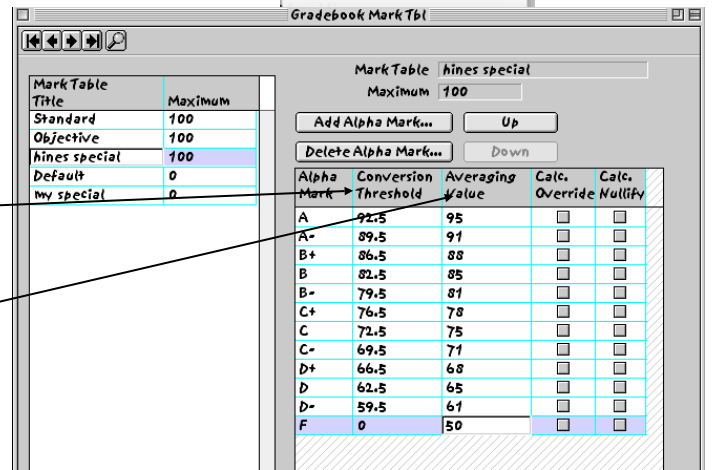 Gradebook Mark Tbl
Mark Table
Title Maximum
Standard 100
Objective 100
hines special 100
Default 0
my special 0
Mark Table hines special
Maximum 100
Add Alpha Mark... Up
Delete Alpha Mark... Down
Alpha Conversion Averaging Calc. Calc.
Mark Threshold Value Override Nullify
A 92.5 95
A- 89.5 91
B+ 86.5 88
B 82.5 85
B- 79.5 81
C+ 76.5 78
C 72.5 75
C- 69.5 71
D+ 66.5 68
D 62.5 65
D- 59.5 61
F 0 50